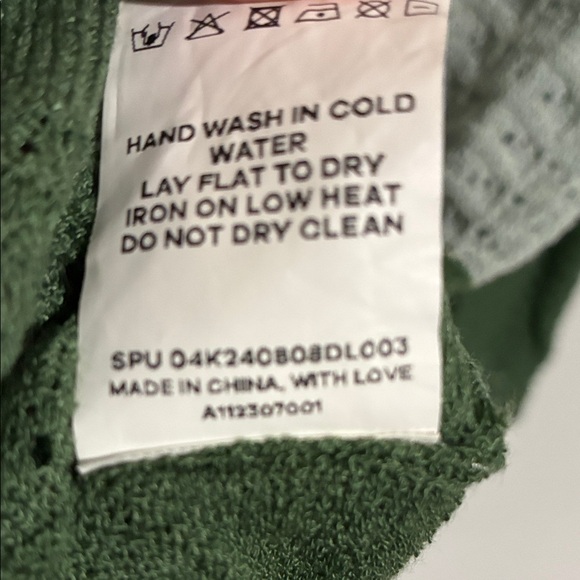 HAND WASH IN COLD
WATER
LAY FLAT TO DRY
IRON ON LOW HEAT
DO NOT DRY CLEAN
SPU 04K240808DL003
MADE IN CHINA, WITH LOVE
A112307001